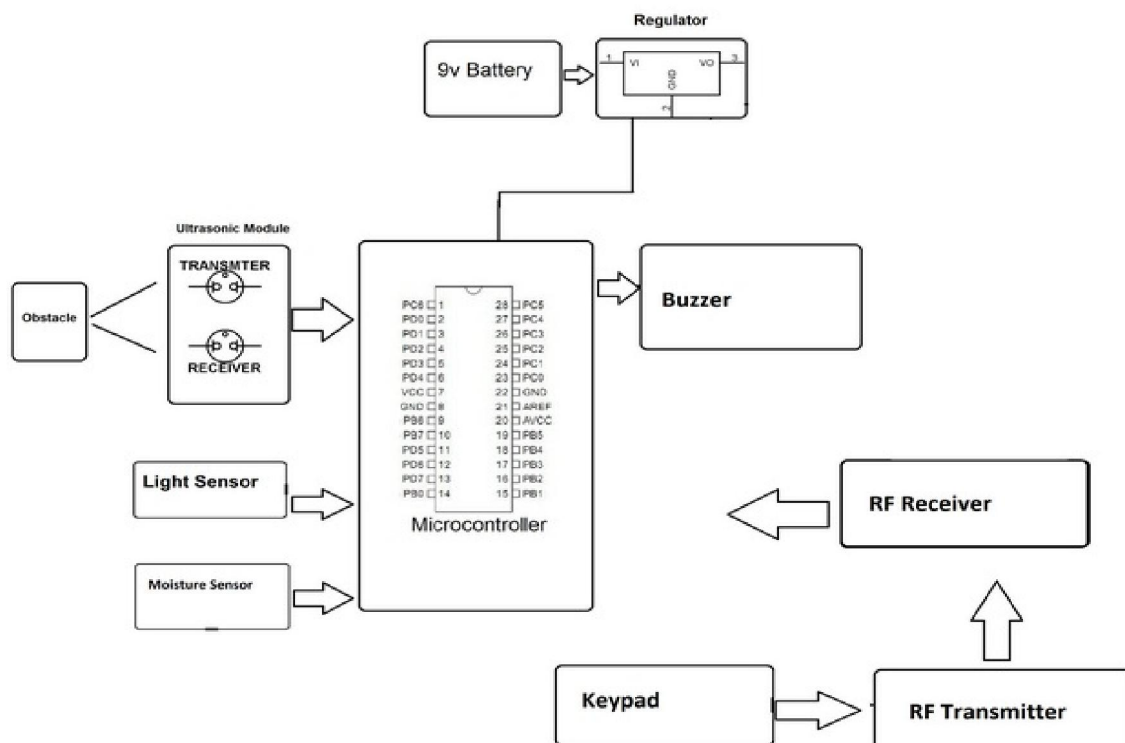 Regulator
9v Battery
1
VI
VO
3
GND
2
Ultrasonic Module
TRANSMTER
RECEIVER
Obstacle
Buzzer
PC6 1 28 PC5
PD0 2 27 PC4
PD1 3 26 PC3
PD2 4 25 PC2
PD3 5 24 PC1
PD4 6 23 PC0
VCC 7 22 GND
GND 8 21 AREF
PB6 9 20 AVCC
PB7 10 19 PB5
PD5 11 18 PB4
PD6 12 17 PB3
PD7 13 16 PB2
PB0 14 15 PB1
Microcontroller
Light Sensor
Moisture Sensor
RF Receiver
Keypad
RF Transmitter